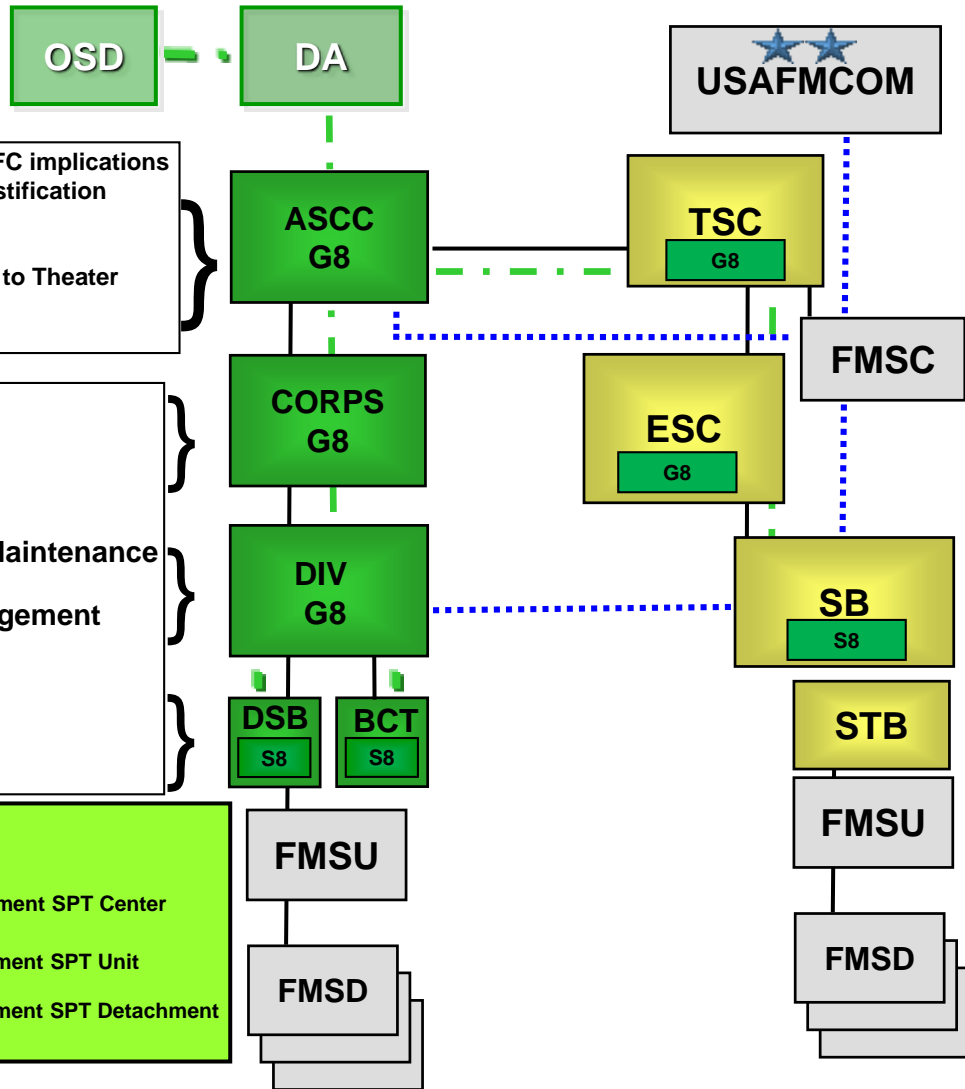 OSD
DA
USAFMCOM
FC implications
stification
to Theater
ASCC
G8
TSC
G8
FMSC
CORPS
G8
ESC
G8
Maintenance
gement
DIV
G8
SB
S8
DSB
S8
BCT
S8
STB
FMSU
FMSU
ment SPT Center
ment SPT Unit
ment SPT Detachment
FMSD
FMSD